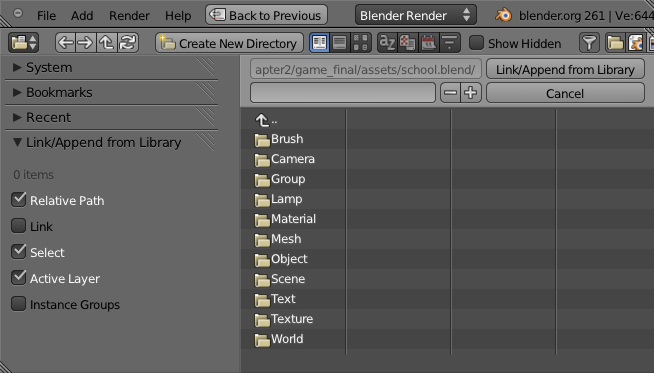 File Add Render Help Back to Previous Blender Render blender.org 261 | Ve:644
Create New Directory Show Hidden
System
Bookmarks
Recent
Link/Append from Library
0 items
Relative Path
Link
Select
Active Layer
Instance Groups
apter2/game_final/assets/school.blend/ Link/Append from Library
Cancel
..
Brush
Camera
Group
Lamp
Material
Mesh
Object
Scene
Text
Texture
World